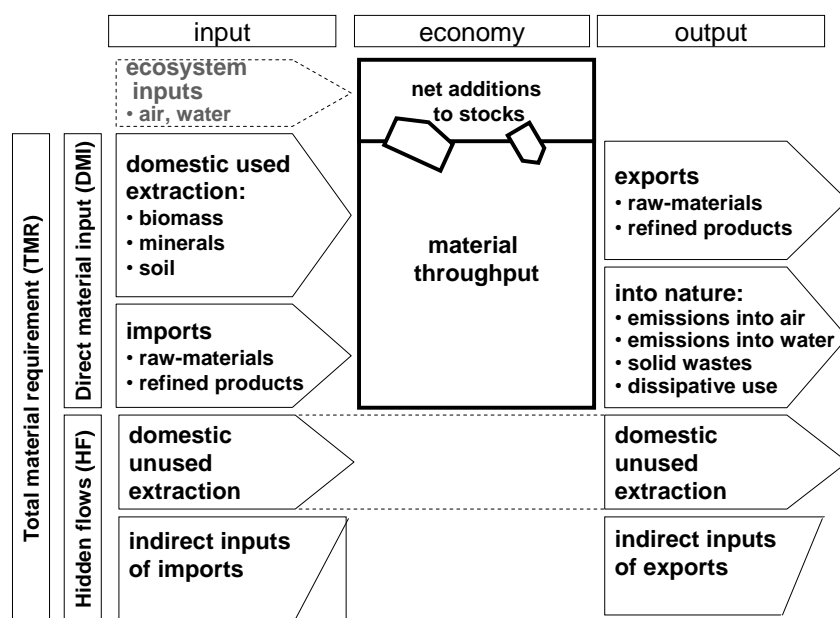 input
economy
output
ecosystem
inputs
• air, water
net additions
to stocks
Total material requirement (TMR)
Direct material input (DMI)
domestic used
extraction:
• biomass
• minerals
• soil
material
throughput
exports
• raw-materials
• refined products
imports
• raw-materials
• refined products
into nature:
• emissions into air
• emissions into water
• solid wastes
• dissipative use
Hidden flows (HF)
domestic
unused
extraction
domestic
unused
extraction
indirect inputs
of imports
indirect inputs
of exports